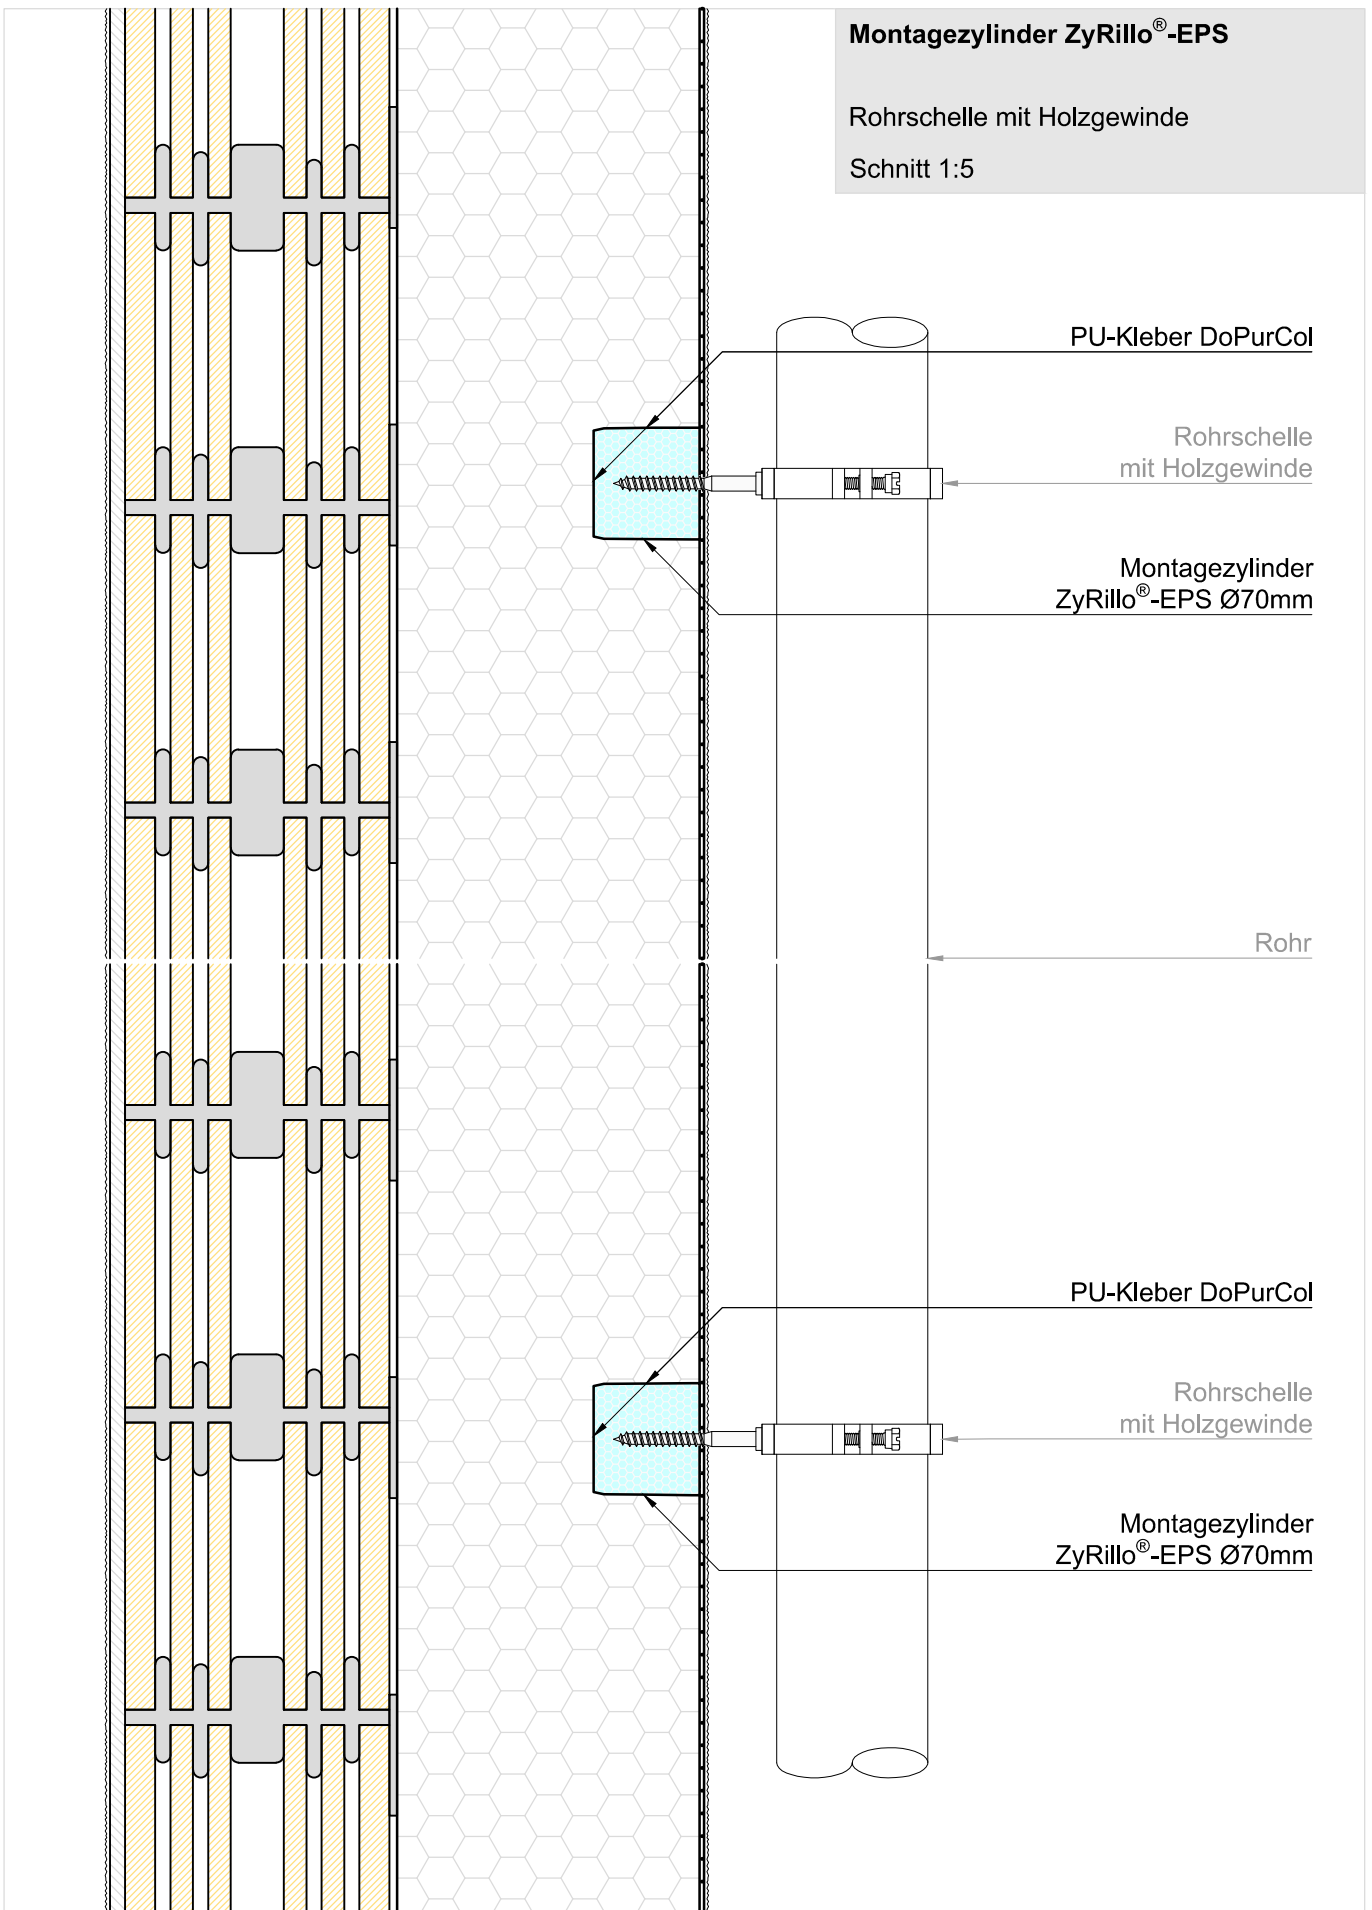 Montagezylinder ZyRillo®-EPS
Rohrschelle mit Holzgewinde
Schnitt 1:5
PU-Kleber DoPurCol
Rohrschelle
mit Holzgewinde
Montagezylinder
ZyRillo®-EPS Ø70mm
Rohr
PU-Kleber DoPurCol
Rohrschelle
mit Holzgewinde
Montagezylinder
ZyRillo®-EPS Ø70mm